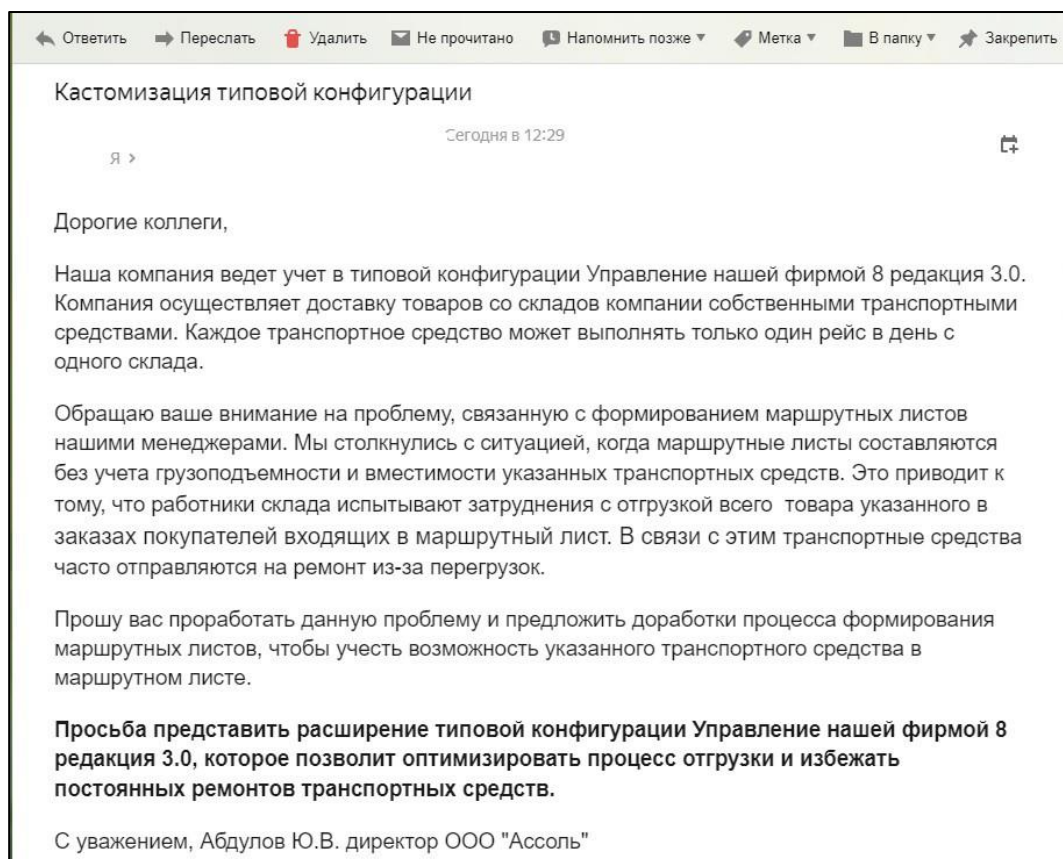 Ответить Переслать Удалить Не прочитано Напомнить позже Метка В папку Закрепить
Кастомизация типовой конфигурации
Сегодня в 12:29
Я >
Дорогие коллеги,
Наша компания ведет учет в типовой конфигурации Управление нашей фирмой 8 редакция 3.0.
Компания осуществляет доставку товаров со складов компании собственными транспортными
средствами. Каждое транспортное средство может выполнять только один рейс в день с
одного склада.
Обращаю ваше внимание на проблему, связанную с формированием маршрутных листов
нашими менеджерами. Мы столкнулись с ситуацией, когда маршрутные листы составляются
без учета грузоподъемности и вместимости указанных транспортных средств. Это приводит к
тому, что работники склада испытывают затруднения с отгрузкой всего товара указанного в
заказах покупателей входящих в маршрутный лист. В связи с этим транспортные средства
часто отправляются на ремонт из-за перегрузок.
Прошу вас проработать данную проблему и предложить доработки процесса формирования
маршрутных листов, чтобы учесть возможность указанного транспортного средства в
маршрутном листе.
Просьба представить расширение типовой конфигурации Управление нашей фирмой 8
редакция 3.0, которое позволит оптимизировать процесс отгрузки и избежать
постоянных ремонтов транспортных средств.
С уважением, Абдулов Ю.В. директор ООО "Ассоль"